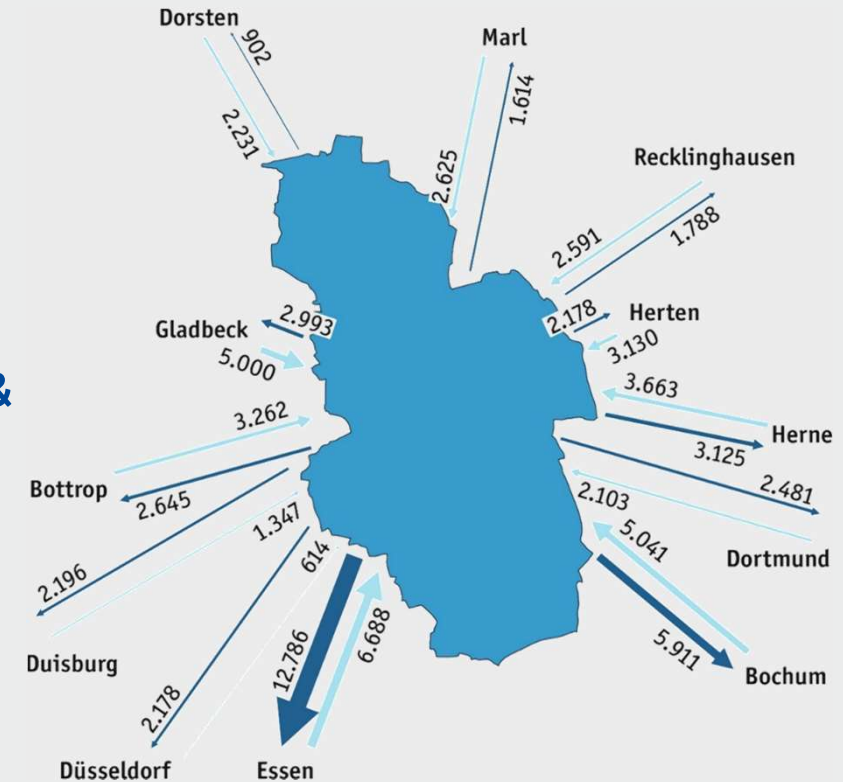 Dorsten
902
2.231
Marl
1.614
2.625
Recklinghausen
2.591
1.788
2.178
Herten
3.130
Gladbeck
2.993
5.000
3.663
Herne
3.125
3.262
Bottrop
2.645
2.481
2.103
Dortmund
&
1.347
2.196
Duisburg
614
5.041
5.911
Bochum
12.786
6.688
2.178
Düsseldorf
Essen